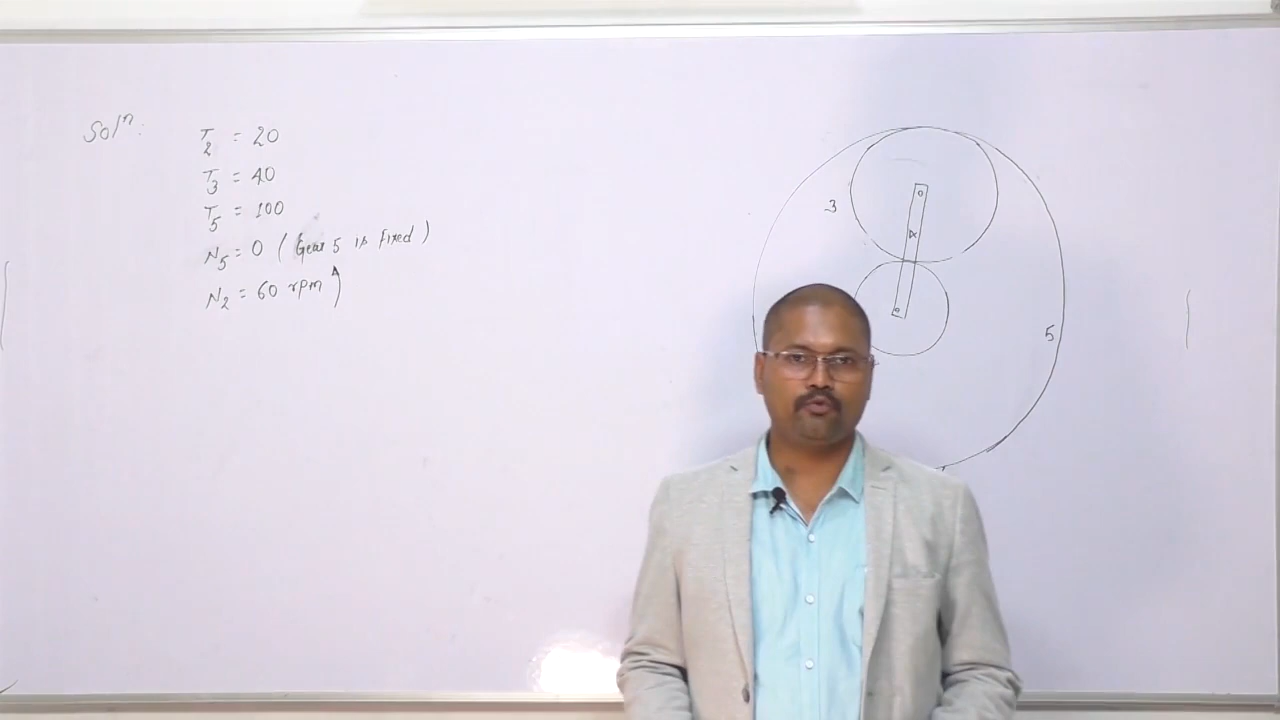 Solⁿ:
T₂ = 20
T₃ = 40
T₅ = 100
N₅ = 0 (Gear 5 is fixed)
N₂ = 60 rpm
3
5